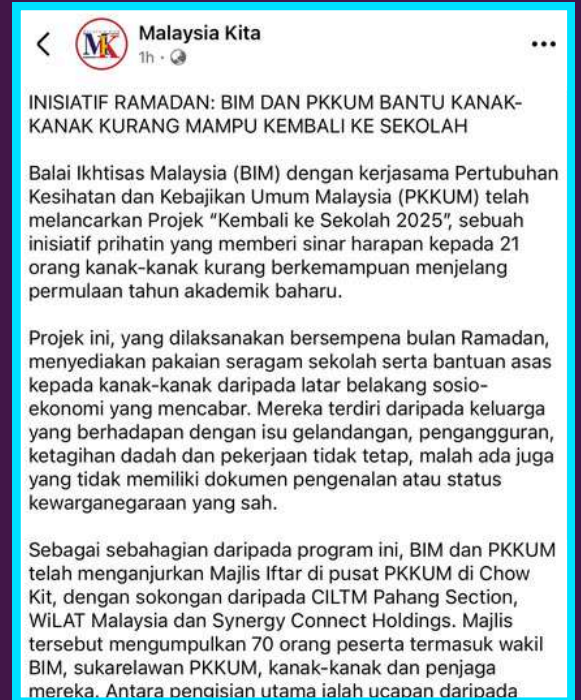 Malaysia Kita
1h ·
MK
INISIATIF RAMADAN: BIM DAN PKKUM BANTU KANAK-
KANAK KURANG MAMPU KEMBALI KE SEKOLAH
Balai Ikhtisas Malaysia (BIM) dengan kerjasama Pertubuhan
Kesihatan dan Kebajikan Umum Malaysia (PKKUM) telah
melancarkan Projek “Kembali ke Sekolah 2025”, sebuah
inisiatif prihatin yang memberi sinar harapan kepada 21
orang kanak-kanak kurang berkemampuan menjelang
permulaan tahun akademik baharu.
Projek ini, yang dilaksanakan bersempena bulan Ramadan,
menyediakan pakaian seragam sekolah serta bantuan asas
kepada kanak-kanak daripada latar belakang sosio-
ekonomi yang mencabar. Mereka terdiri daripada keluarga
yang berhadapan dengan isu gelandangan, pengangguran,
ketagihan dadah dan pekerjaan tidak tetap, malah ada juga
yang tidak memiliki dokumen pengenalan atau status
kewarganegaraan yang sah.
Sebagai sebahagian daripada program ini, BIM dan PKKUM
telah menganjurkan Majlis Iftar di pusat PKKUM di Chow
Kit, dengan sokongan daripada CILTM Pahang Section,
WiLAT Malaysia dan Synergy Connect Holdings. Majlis
tersebut mengumpulkan 70 orang peserta termasuk wakil
BIM, sukarelawan PKKUM, kanak-kanak dan penjaga
mereka. Antara pengisian utama ialah ucapan daripada